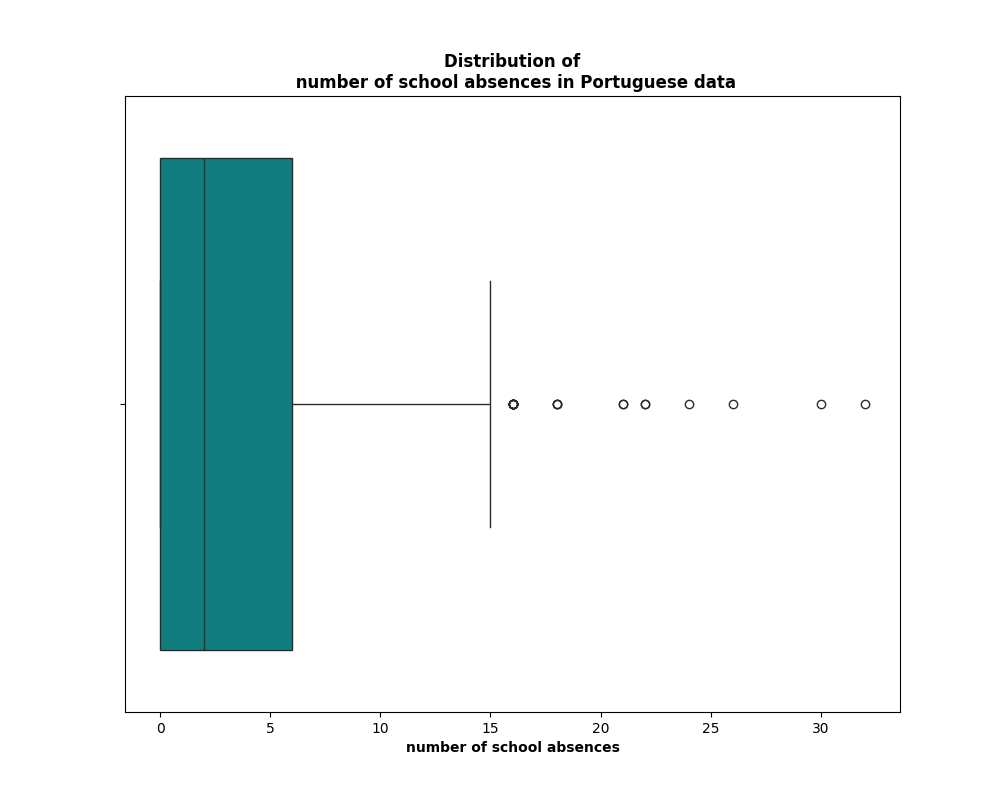 Distribution of
number of school absences in Portuguese data
0 5 10 15 20 25 30
number of school absences